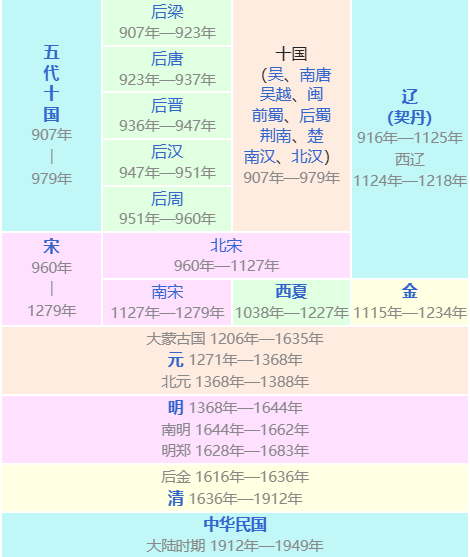 五
代
十
国
907年
|
979年
后梁
907年—923年
后唐
923年—937年
后晋
936年—947年
后汉
947年—951年
后周
951年—960年
十国
（吴、南唐
吴越、闽
前蜀、后蜀
荆南、楚
南汉、北汉）
907年—979年
辽
(契丹)
916年—1125年
西辽
1124年—1218年
宋
960年
|
1279年
北宋
960年—1127年
南宋
1127年—1279年
西夏
1038年—1227年
金
1115年—1234年
大蒙古国 1206年—1635年
元 1271年—1368年
北元 1368年—1388年
明 1368年—1644年
南明 1644年—1662年
明郑 1628年—1683年
后金 1616年—1636年
清 1636年—1912年
中华民国
大陆时期 1912年—1949年